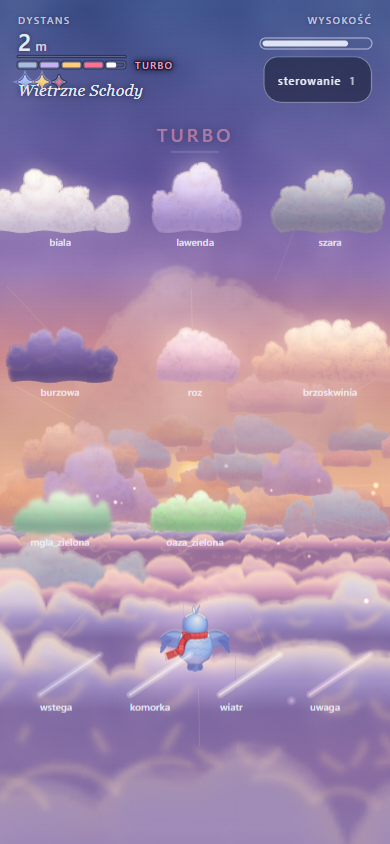 DYSTANS
WYSOKOŚĆ
2 m
TURBO
sterowanie 1
Wietrzne Schody
TURBO
biala
lawenda
szara
burzowa
roz
brzoskwinia
mgla_zielona
oaza_zielona
wstega
komorka
wiatr
uwaga